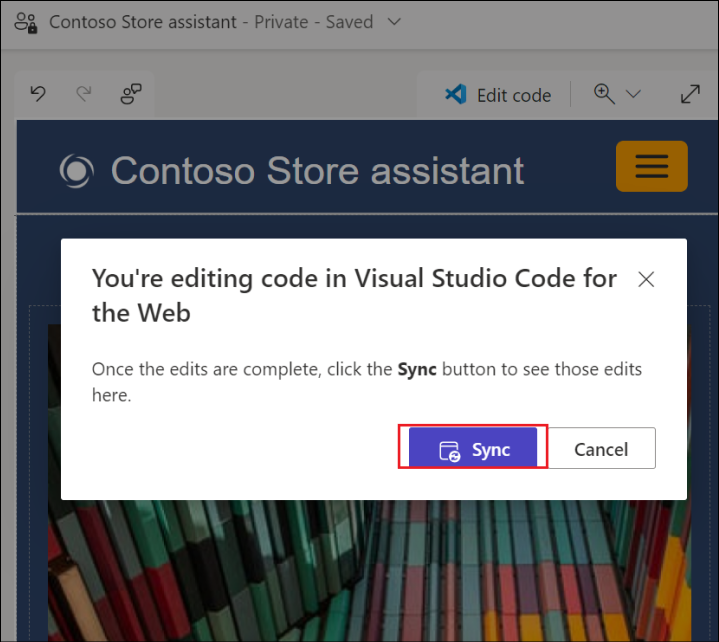 Contoso Store assistant - Private - Saved
Edit code
Contoso Store assistant
You're editing code in Visual Studio Code for
the Web
Once the edits are complete, click the Sync button to see those edits
here.
Sync
Cancel